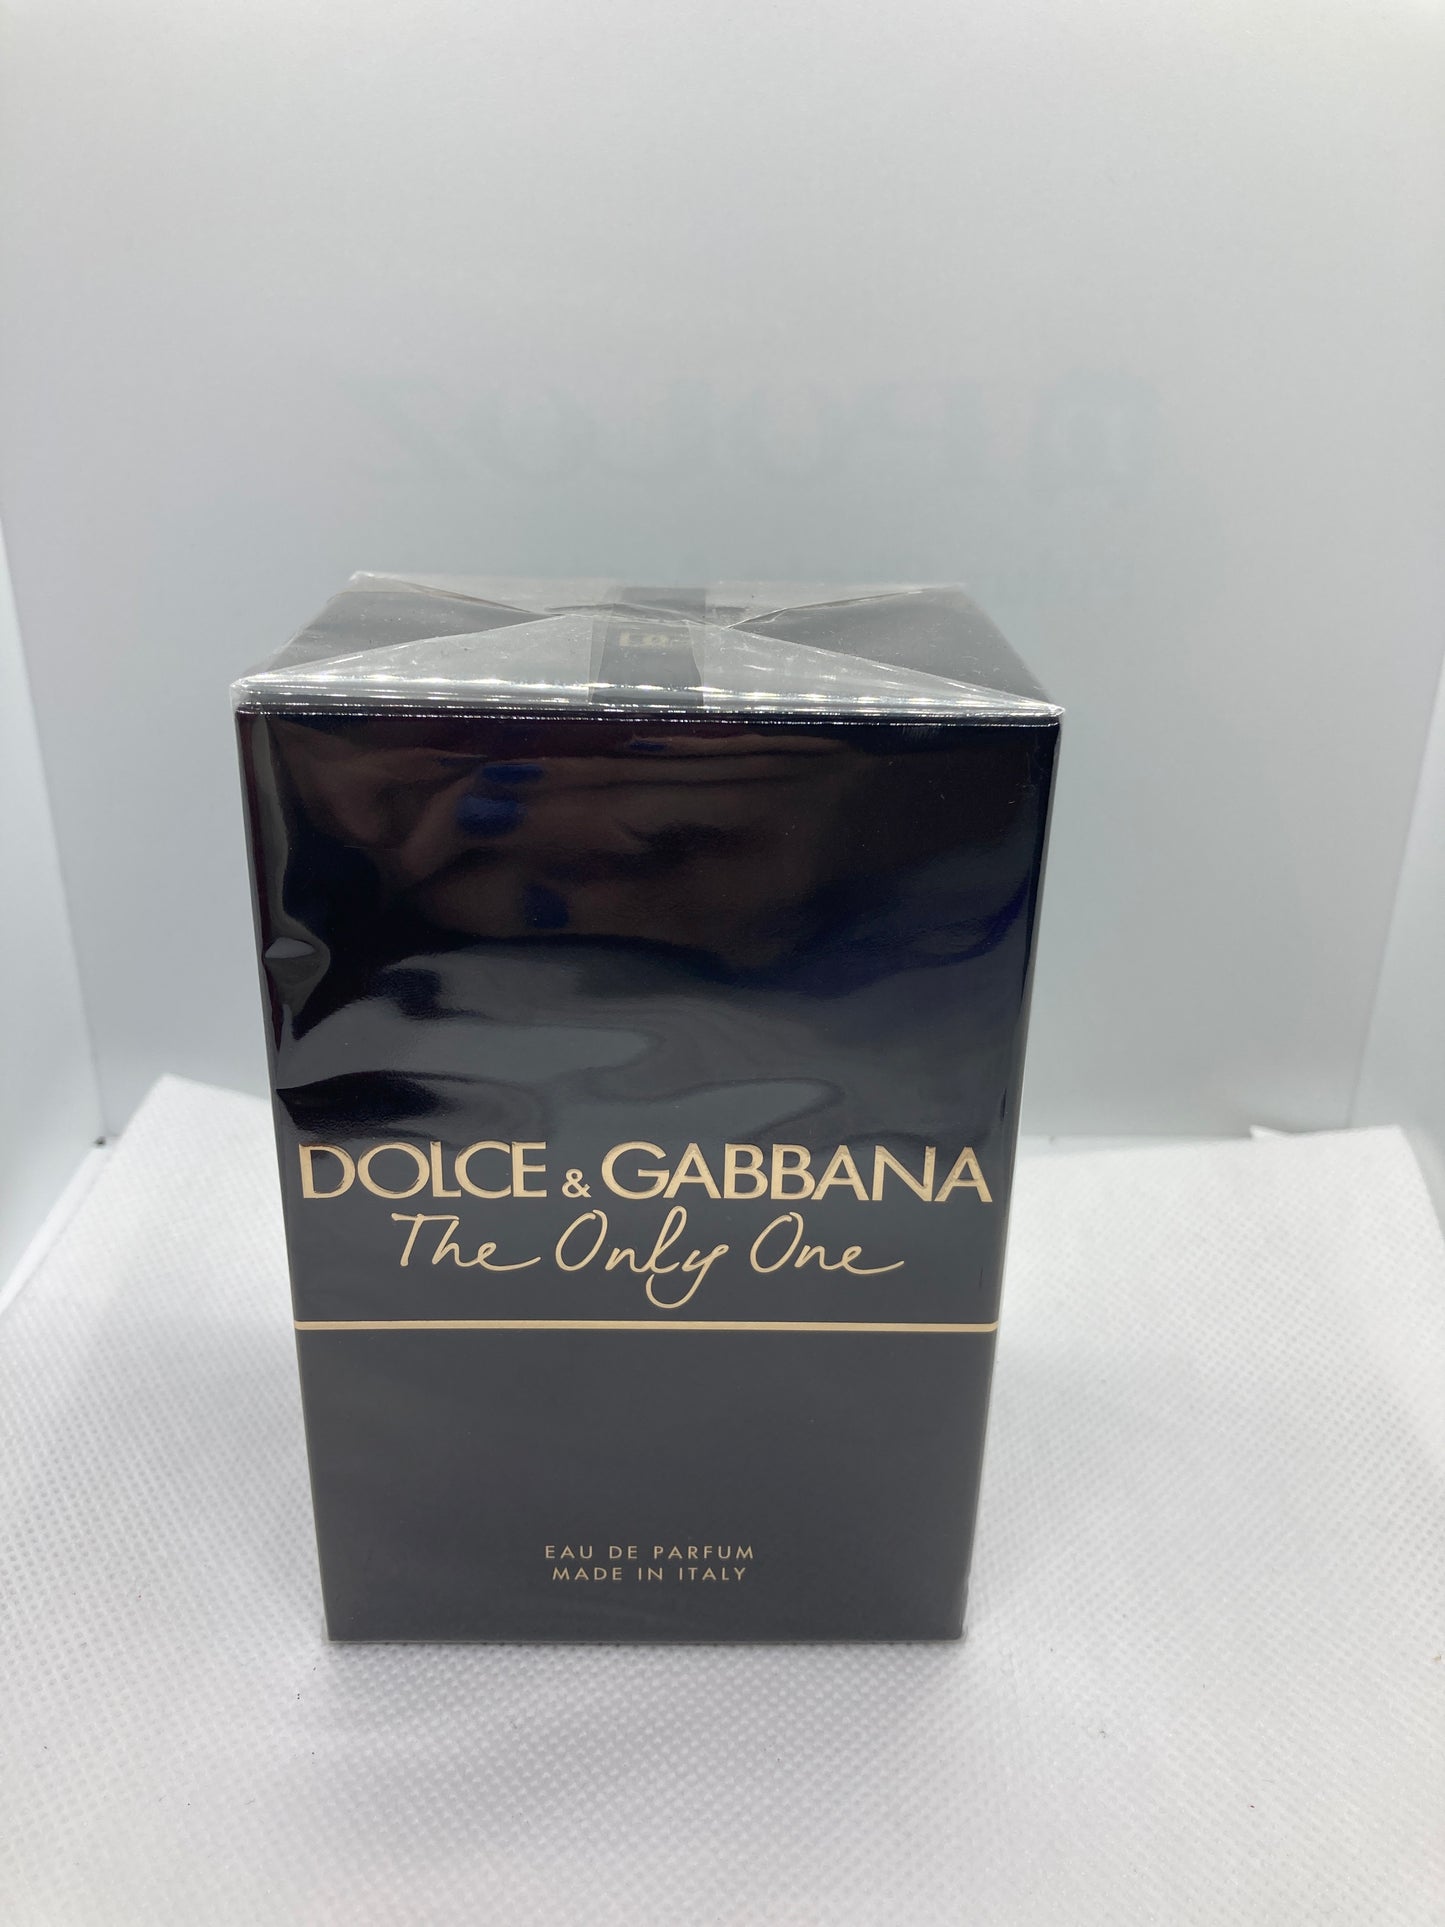 DOLCE & GABBANA
The Only One
EAU DE PARFUM
MADE IN ITALY